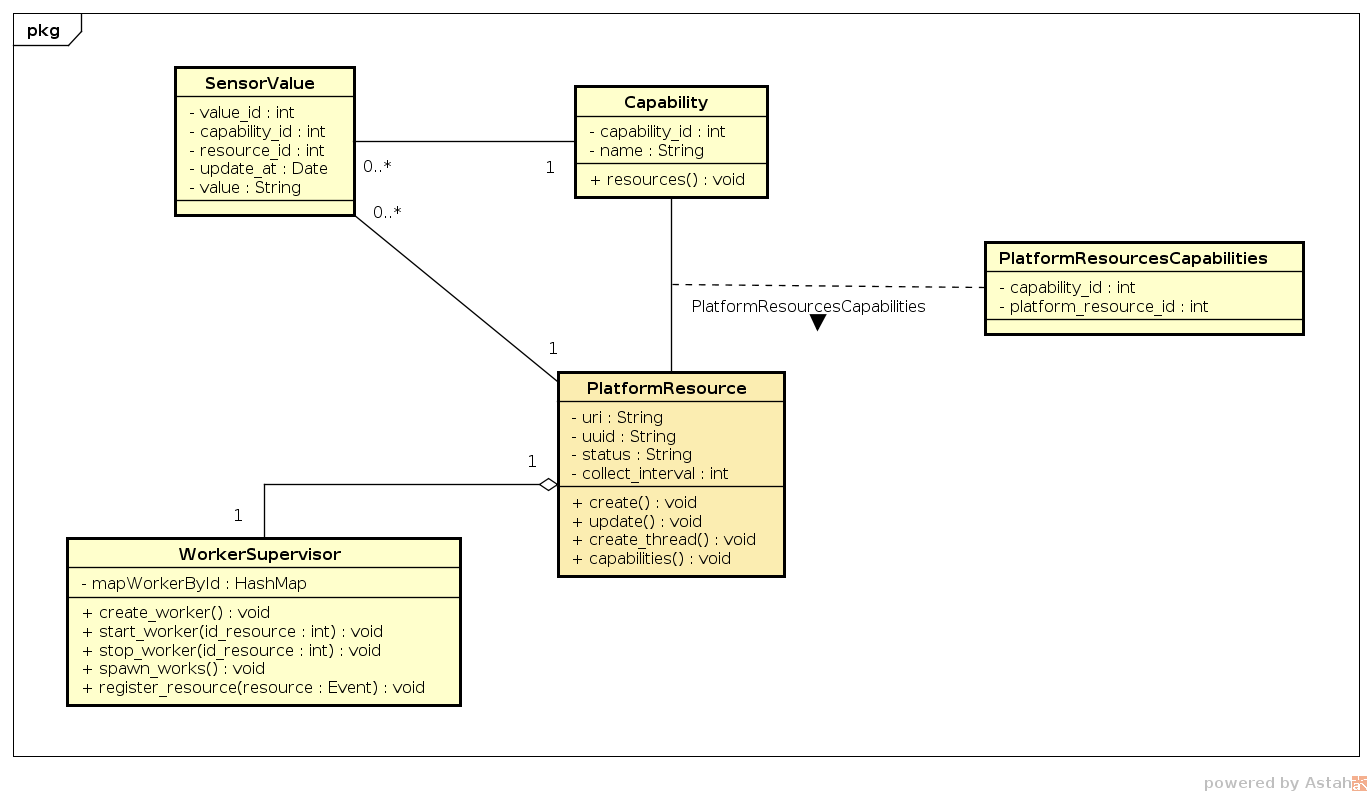 pkg
SensorValue
- value_id : int
- capability_id : int
- resource_id : int
- update_at : Date
- value : String
Capability
- capability_id : int
- name : String
+ resources() : void
0..*
1
0..*
PlatformResourcesCapabilities
- capability_id : int
- platform_resource_id : int
PlatformResourcesCapabilities
1
PlatformResource
- uri : String
- uuid : String
- status : String
- collect_interval : int
+ create() : void
+ update() : void
+ create_thread() : void
+ capabilities() : void
1
1
WorkerSupervisor
- mapWorkerById : HashMap
+ create_worker() : void
+ start_worker(id_resource : int) : void
+ stop_worker(id_resource : int) : void
+ spawn_works() : void
+ register_resource(resource : Event) : void
powered by Astah